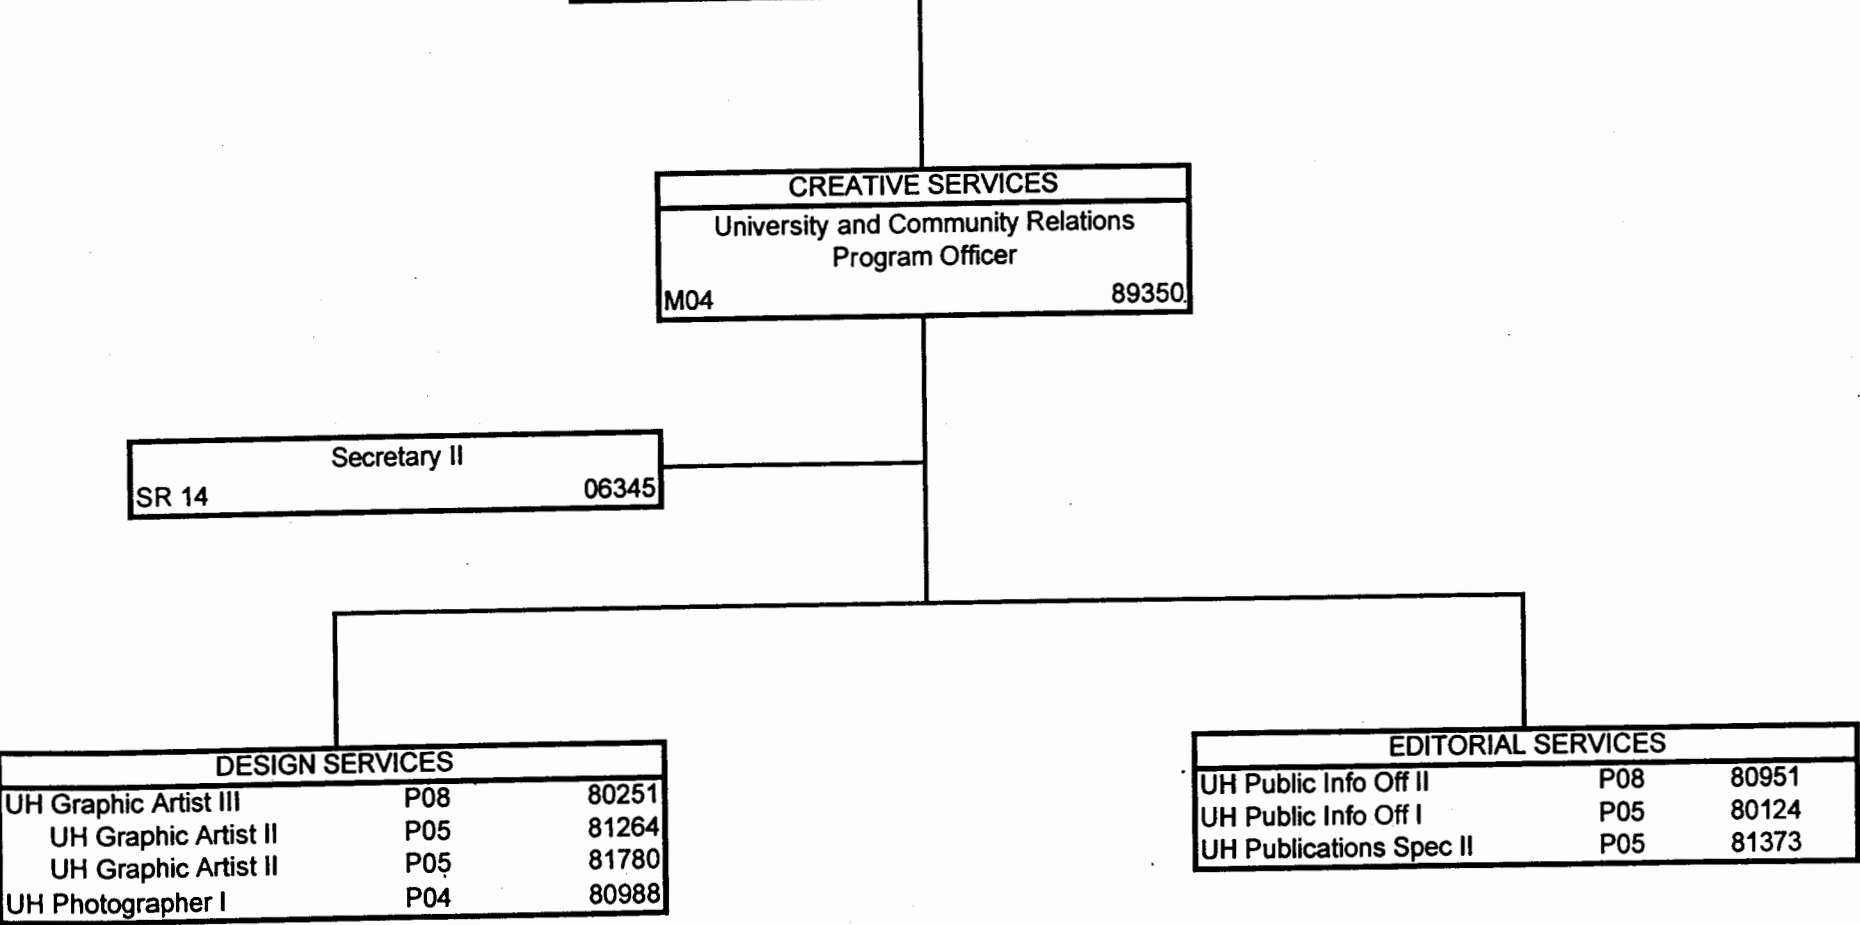 CREATIVE SERVICES
University and Community Relations
Program Officer
M04 89350
Secretary II
SR 14 06345
DESIGN SERVICES
UH Graphic Artist III P08 80251
UH Graphic Artist II P05 81264
UH Graphic Artist II P05 81780
UH Photographer I P04 80988
EDITORIAL SERVICES
UH Public Info Off II P08 80951
UH Public Info Off I P05 80124
UH Publications Spec II P05 81373